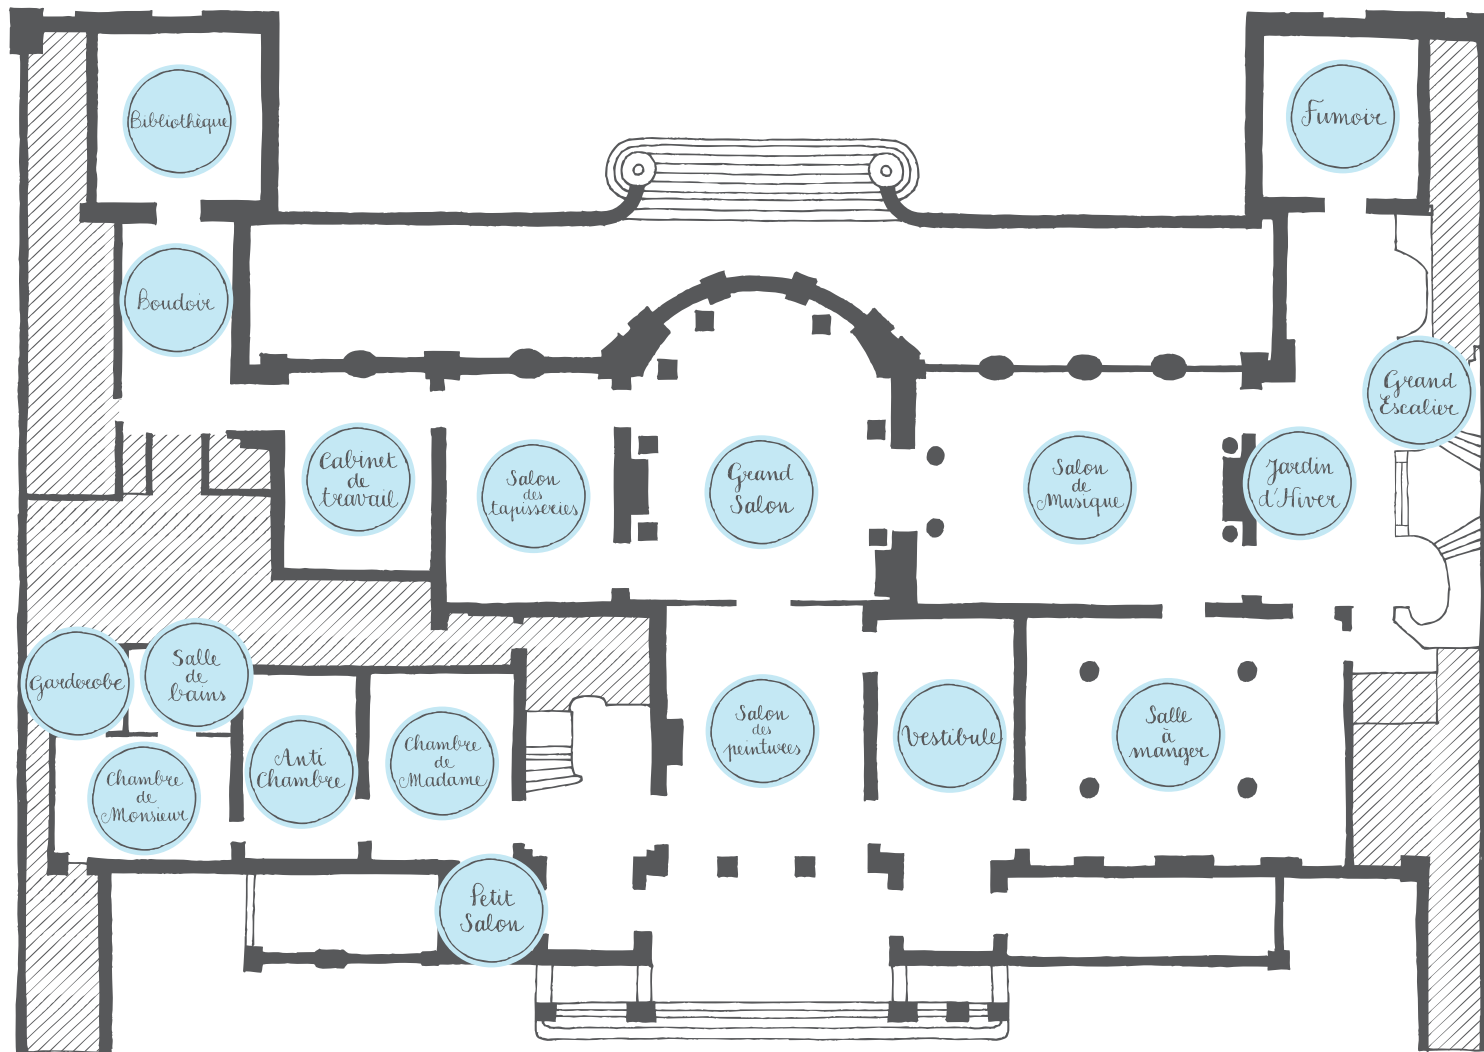 Bibliothèque
Fumoir
Boudoir
Grand
Escalier
Cabinet
de
travail
Salon
des
tapisseries
Grand
Salon
Salon
de
Musique
Jardin
d'Hiver
Garderobe
Salle
de
bains
Chambre
de
Monsieur
Anti
Chambre
Chambre
de
Madame
Salon
des
peintures
Vestibule
Salle
à
manger
Petit
Salon